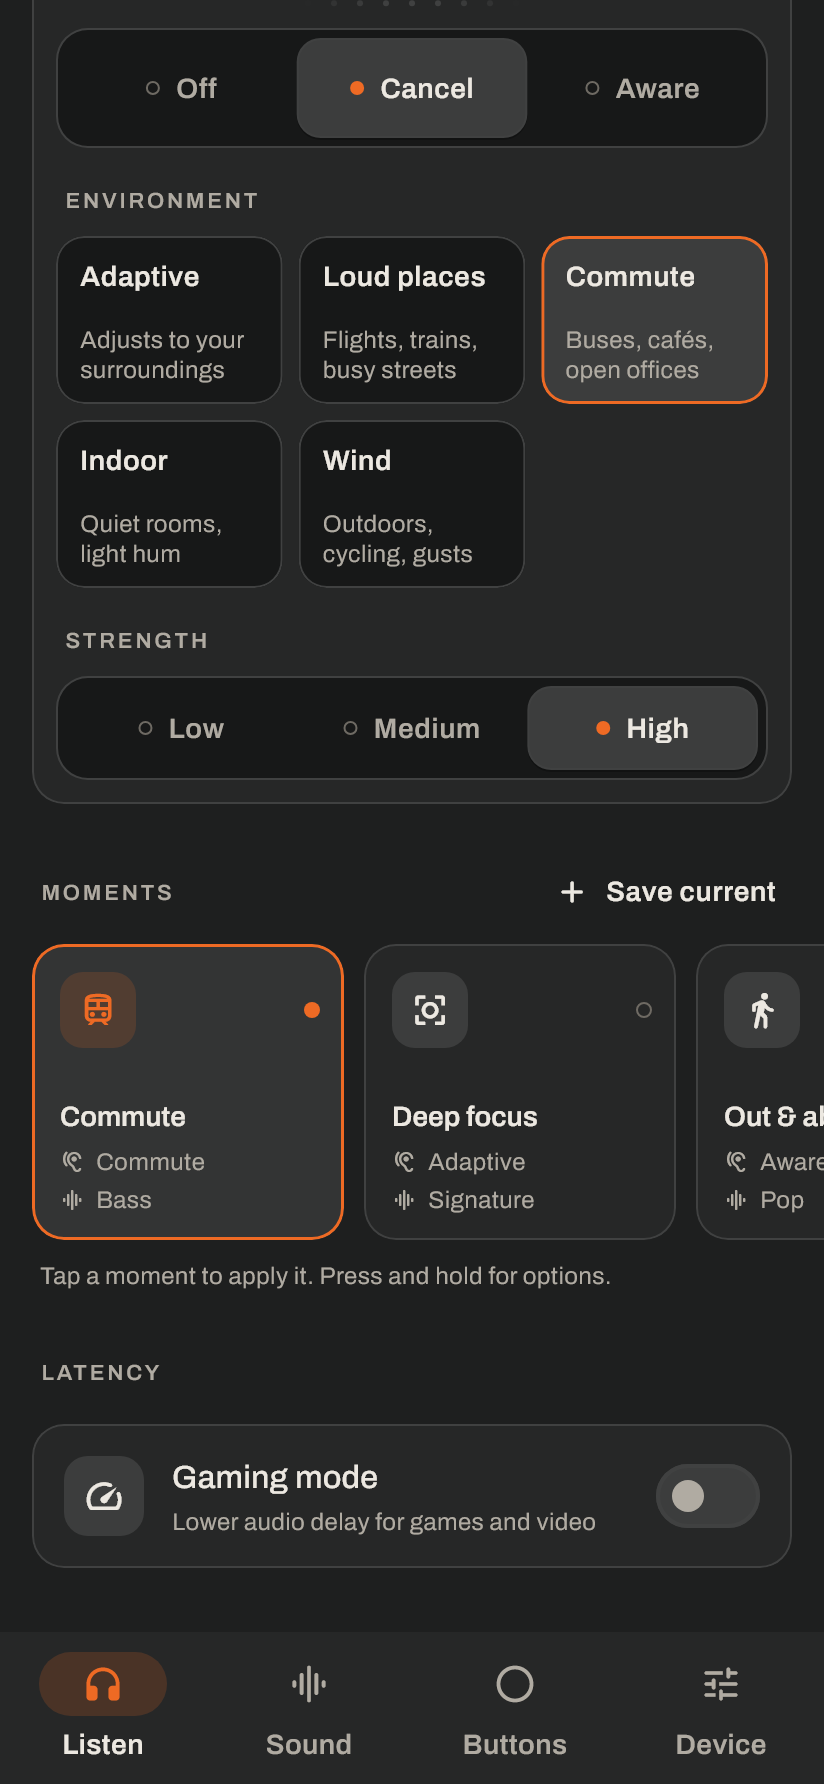 Off
Cancel
Aware
ENVIRONMENT
Adaptive
Adjusts to your
surroundings
Loud places
Flights, trains,
busy streets
Commute
Buses, cafés,
open offices
Indoor
Quiet rooms,
light hum
Wind
Outdoors,
cycling, gusts
STRENGTH
Low
Medium
High
MOMENTS
Save current
Commute
Commute
Bass
Deep focus
Adaptive
Signature
Out &
Aware
Pop
Tap a moment to apply it. Press and hold for options.
LATENCY
Gaming mode
Lower audio delay for games and video
Listen
Sound
Buttons
Device